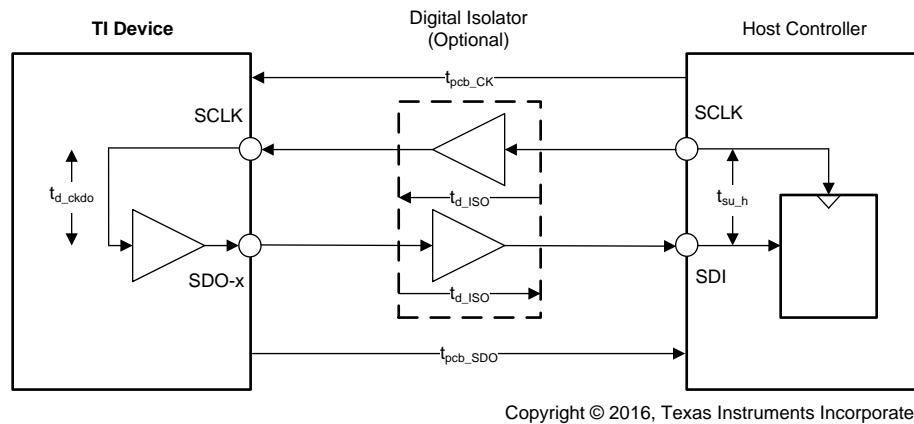 TI Device
Digital Isolator
(Optional)
Host Controller
tpcb_CK
SCLK
SCLK
td_ckdo
td_ISO
tsu_h
SDO-x
SDI
td_ISO
tpcb_SDO
Copyright © 2016, Texas Instruments Incorporate